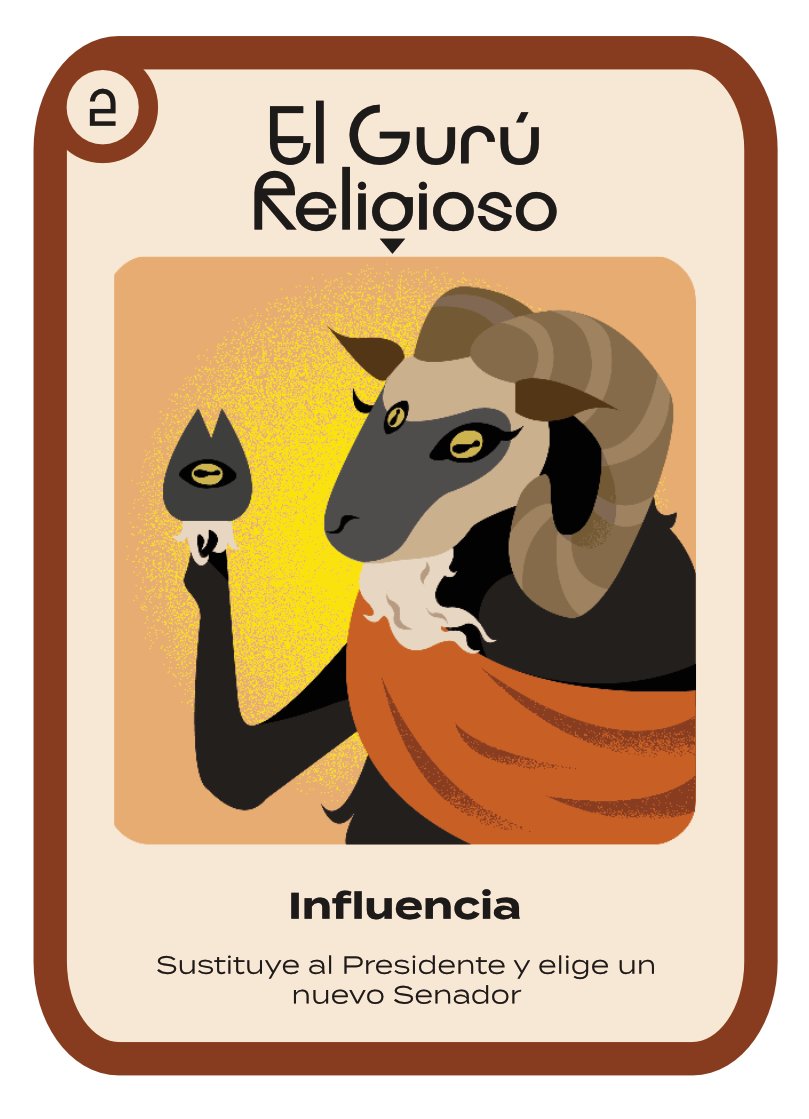 2
El Gurú
Religioso
Influencia
Sustituye al Presidente y elige un
nuevo Senador